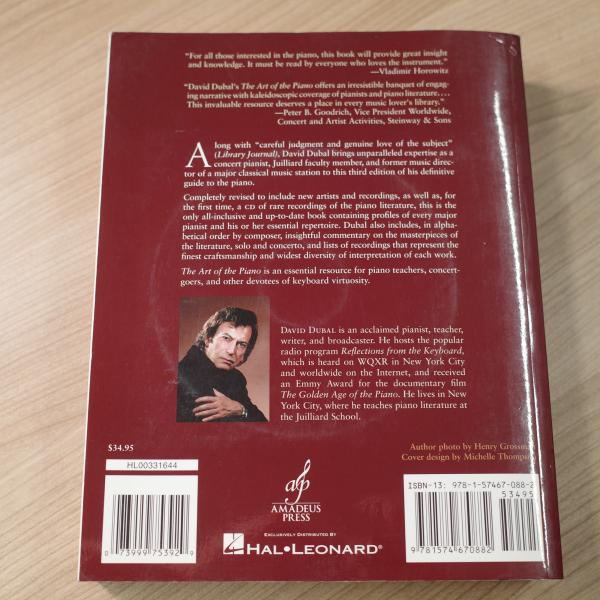 “For all those interested in the piano, this book will provide great insight
and knowledge. It must be read by everyone who loves the instrument.”
—Vladimir Horowitz
“David Dubal's The Art of the Piano offers an irresistible banquet of engag-
ing narrative with kaleidoscopic coverage of pianists and piano literature. . . .
This invaluable resource deserves a place in every music lover's library.”
—Peter B. Goodrich, Vice President Worldwide,
Concert and Artist Activities, Steinway & Sons
Along with “careful judgment and genuine love of the subject”
(Library Journal), David Dubal brings unparalleled expertise as a
concert pianist, Juilliard faculty member, and former music direc-
tor of a major classical music station to this third edition of his definitive
guide to the piano.
Completely revised to include new artists and recordings, as well as, for
the first time, a CD of rare recordings of the piano literature, this is the
only all-inclusive and up-to-date book containing profiles of every major
pianist and his or her essential repertoire. Dubal also includes, in alpha-
betical order by composer, insightful commentary on the masterpieces of
the literature, solo and concerto, and lists of recordings that represent the
finest craftsmanship and widest diversity of interpretation of each work.
The Art of the Piano is an essential resource for piano teachers, concert-
goers, and other devotees of keyboard virtuosity.
DAVID DUBAL is an acclaimed pianist, teacher,
writer, and broadcaster. He hosts the popular
radio program Reflections from the Keyboard,
which is heard on WQXR in New York City
and worldwide on the Internet, and received
an Emmy Award for the documentary film
The Golden Age of the Piano. He lives in New
York City, where he teaches piano literature at
the Juilliard School.
$34.95
Author photo by Henry
Cover design by Michelle
HL00331644
0 73999 75392 9
ap
AMADEUS
PRESS
EXCLUSIVELY DISTRIBUTED BY
HAL•LEONARD®
ISBN-13: 978-1-57467-088-2
53495
9 781574 670882